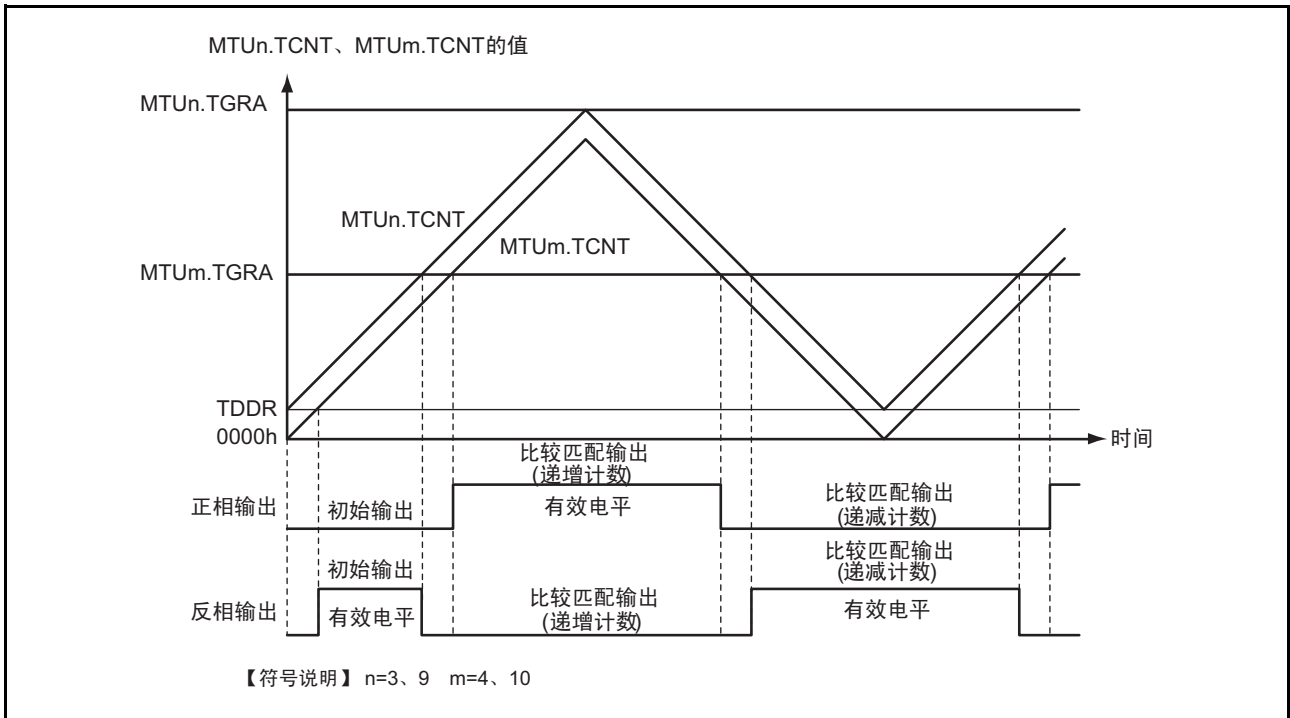 MTUn.TCNT、MTUm.TCNT的值
MTUn.TGRA
MTUn.TCNT
MTUm.TCNT
MTUm.TGRA
TDDR
0000h
时间
比较匹配输出
(递增计数)
正相输出
初始输出
有效电平
比较匹配输出
(递减计数)
初始输出
比较匹配输出
(递减计数)
反相输出
有效电平
比较匹配输出
(递增计数)
有效电平
【符号说明】 n=3、9 m=4、10